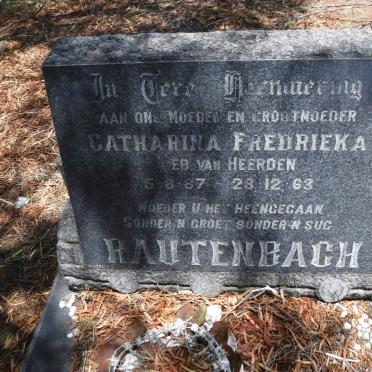 In Tere Herinnering
AAN ONS MOEDER EN GROOTMOEDER
CATHARINA FREDRIEKA
GEB VAN HEERDEN
5.8.87 – 28.12.63
MOEDER U HET HEENGEGAAN
SONDER 'N GROET SONDER 'N SUG
RAUTENBACH